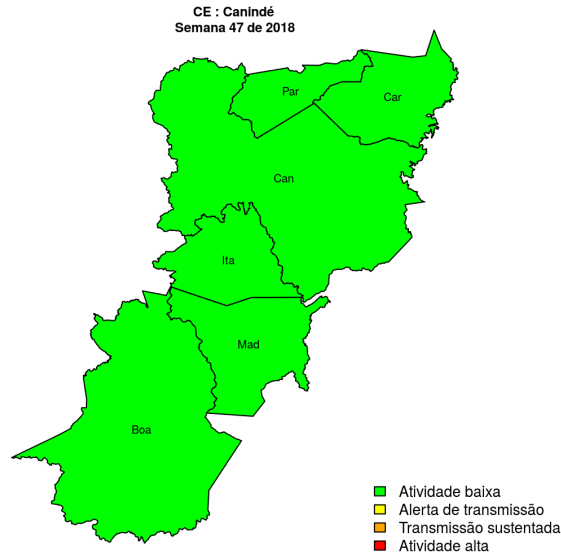 CE : Canindé
Semana 47 de 2018
Par
Car
Can
Ita
Mad
Boa
Atividade baixa
Alerta de transmissão
Transmissão sustentada
Atividade alta